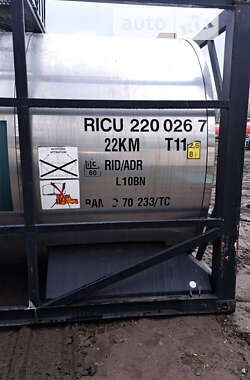 auto
RICU 220 026 7
22KM T11
RID/ADR
L10BN
70 233/TC